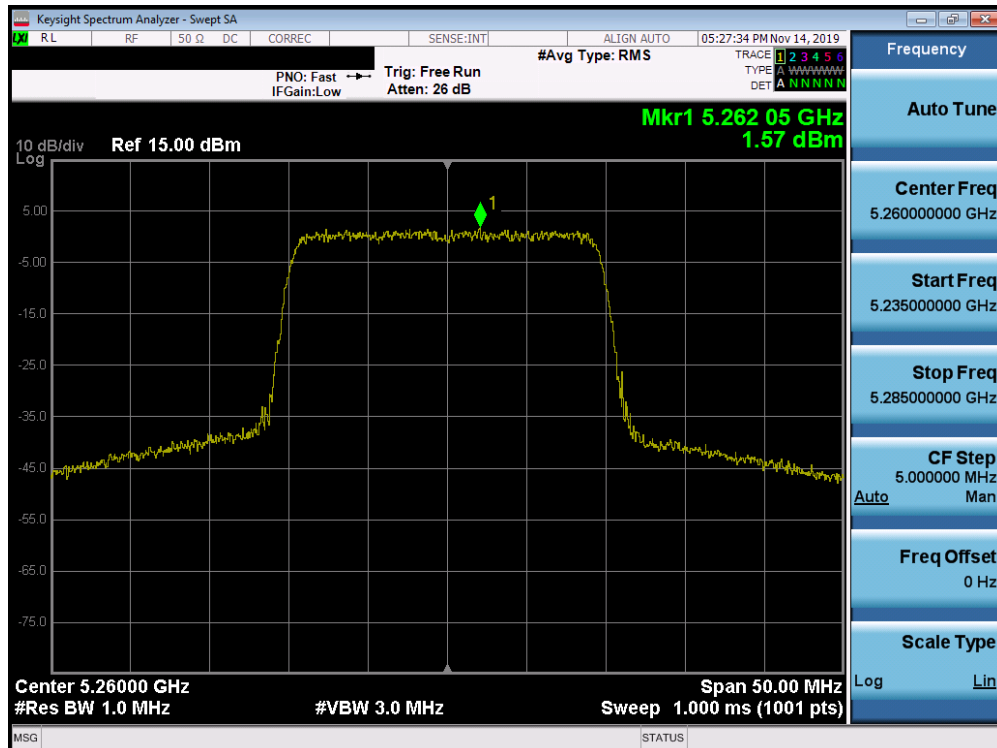 Keysight Spectrum Analyzer - Swept SA
LXI RL RF 50 Ω DC CORREC SENSE:INT ALIGN AUTO 05:27:34 PM Nov 14, 2019
PNO: Fast
IFGain:Low
Trig: Free Run
Atten: 26 dB
#Avg Type: RMS
TRACE 1 2 3 4 5 6
TYPE A WWWWWW
DET A N N N N N
Mkr1 5.262 05 GHz
1.57 dBm
10 dB/div
Log
Ref 15.00 dBm
1
5.00
-5.00
-15.0
-25.0
-35.0
-45.0
-55.0
-65.0
-75.0
Center 5.26000 GHz
Span 50.00 MHz
#Res BW 1.0 MHz
#VBW 3.0 MHz
Sweep 1.000 ms (1001 pts)
MSG
STATUS
Frequency
Auto Tune
Center Freq
5.260000000 GHz
Start Freq
5.235000000 GHz
Stop Freq
5.285000000 GHz
CF Step
5.000000 MHz
Auto Man
Freq Offset
0 Hz
Scale Type
Log Lin